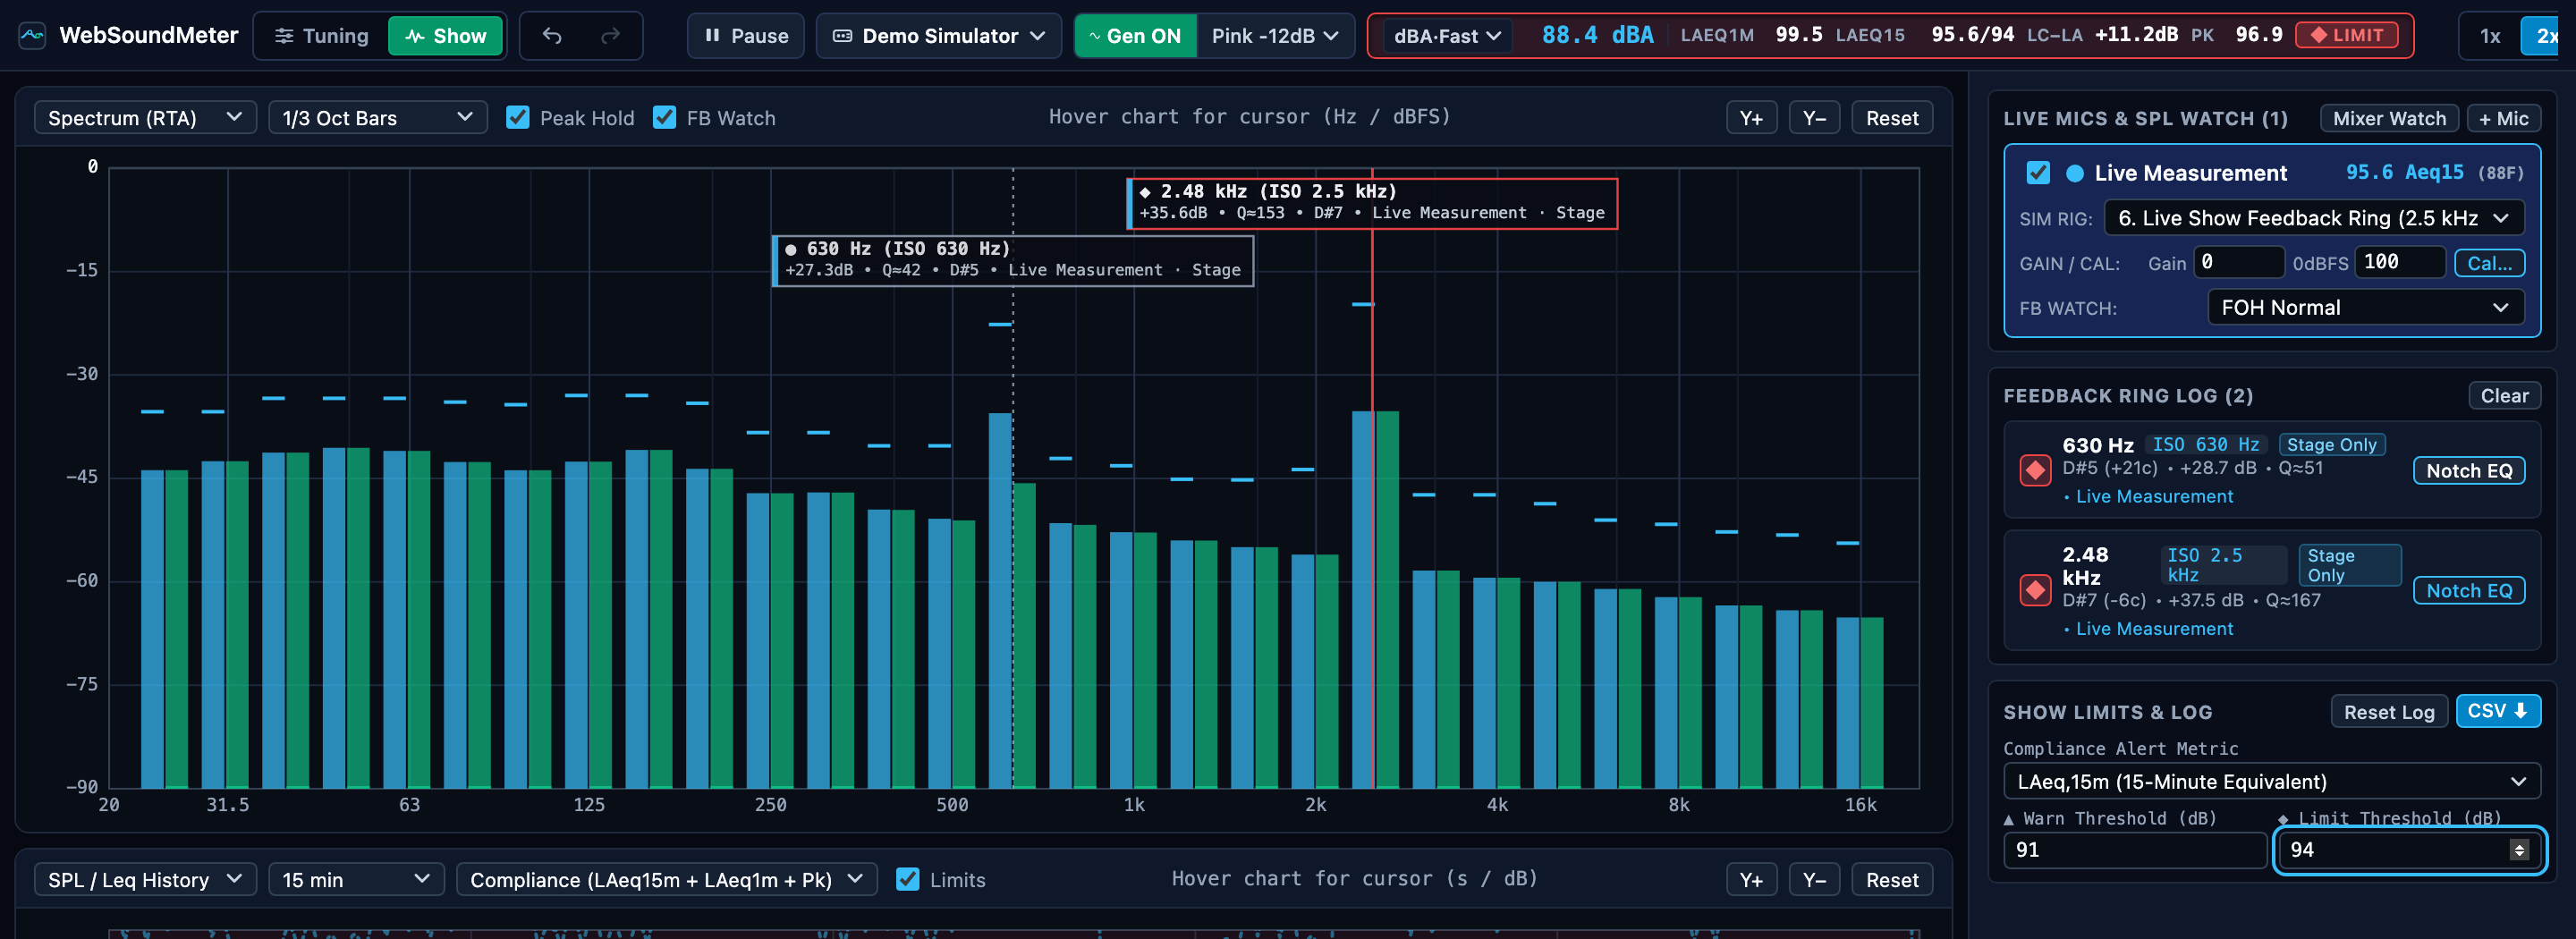 WebSoundMeter Tuning Show Pause Demo Simulator ~ Gen ON Pink -12dB dBA·Fast 88.4 dBA LAEQ1M 99.5 LAEQ15 95.6/94 LC–LA +11.2dB PK 96.9 ◆ LIMIT 1x 2x
Spectrum (RTA) 1/3 Oct Bars Peak Hold FB Watch Hover chart for cursor (Hz / dBFS) Y+ Y− Reset
◆ 2.48 kHz (ISO 2.5 kHz)
+35.6dB • Q≈153 • D#7 • Live Measurement · Stage
● 630 Hz (ISO 630 Hz)
+27.3dB • Q≈42 • D#5 • Live Measurement · Stage
0
−15
−30
−45
−60
−75
−90
20 31.5 63 125 250 500 1k 2k 4k 8k 16k
SPL / Leq History 15 min Compliance (LAeq15m + LAeq1m + Pk) Limits Hover chart for cursor (s / dB) Y+ Y− Reset
LIVE MICS & SPL WATCH (1) Mixer Watch + Mic
Live Measurement 95.6 Aeq15 (88F)
SIM RIG: 6. Live Show Feedback Ring (2.5 kHz
GAIN / CAL: Gain 0 0dBFS 100 Cal...
FB WATCH: FOH Normal
FEEDBACK RING LOG (2) Clear
630 Hz ISO 630 Hz Stage Only
D#5 (+21c) • +28.7 dB • Q≈51
• Live Measurement
Notch EQ
2.48 kHz ISO 2.5 kHz Stage Only
D#7 (-6c) • +37.5 dB • Q≈167
• Live Measurement
Notch EQ
SHOW LIMITS & LOG Reset Log CSV ⬇
Compliance Alert Metric
LAeq,15m (15-Minute Equivalent)
▲ Warn Threshold (dB) ◆ Limit Threshold (dB)
91 94